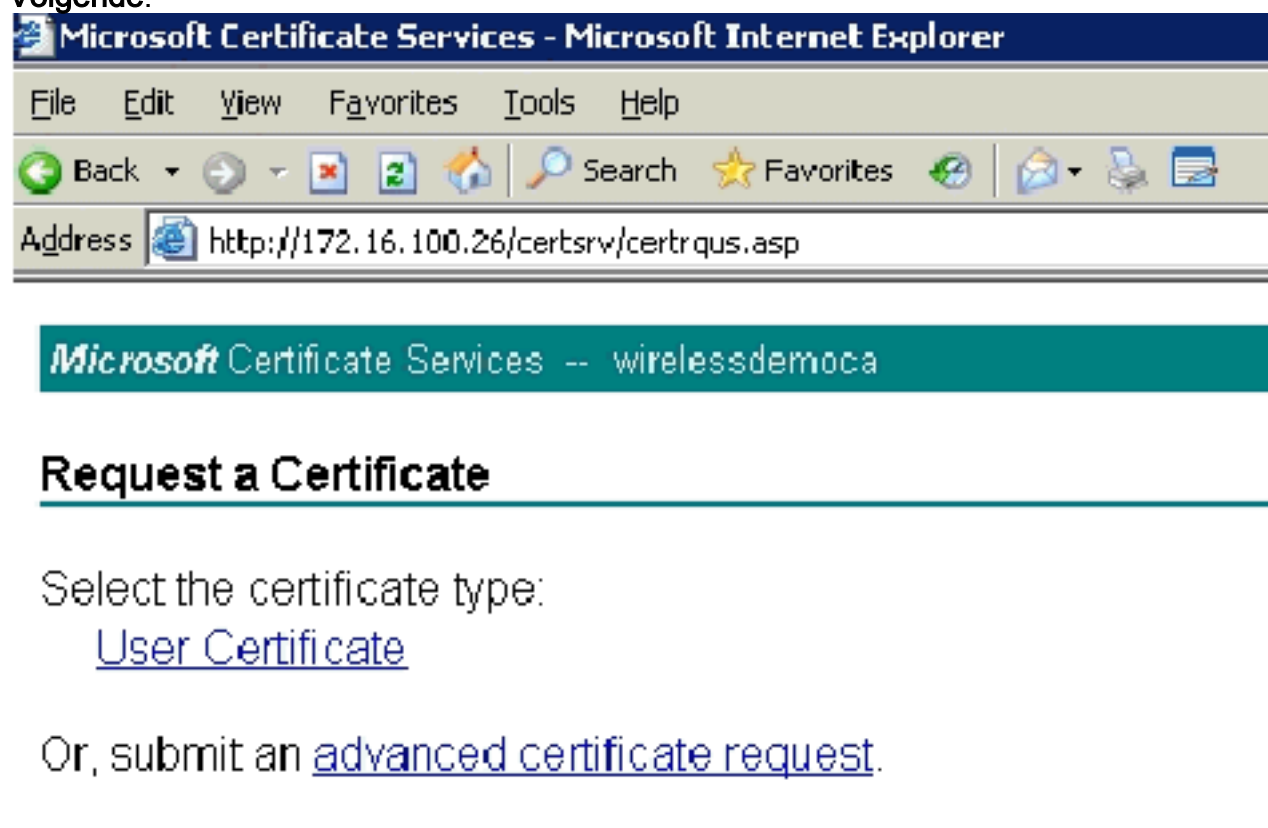 Volgende.
Microsoft Certificate Services - Microsoft Internet Explorer
File Edit View Favorites Tools Help
Back Search Favorites
Address http://172.16.100.26/certsrv/certrqus.asp
Microsoft Certificate Services -- wirelessdemoca
Request a Certificate
Select the certificate type:
User Certificate
Or, submit an advanced certificate request.